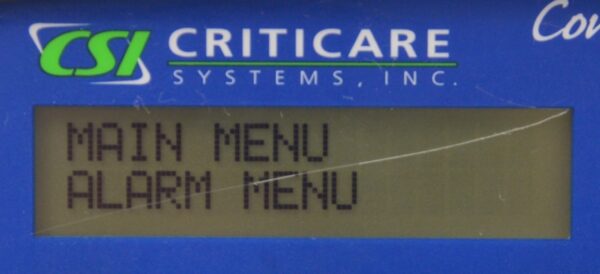 CSI CRITICARE
SYSTEMS, INC.
MAIN MENU
ALARM MENU